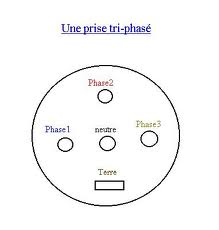 Une prise tri-phasé
Phase2
Phase1 neutre Phase3
Terre